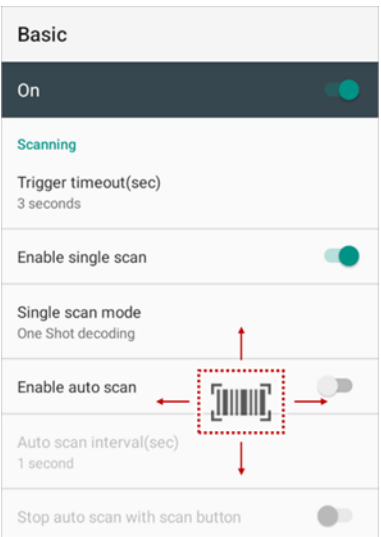 Basic
On
Scanning
Trigger timeout(sec)
3 seconds
Enable single scan
Single scan mode
One Shot decoding
Enable auto scan
Auto scan interval(sec)
1 second
Stop auto scan with scan button